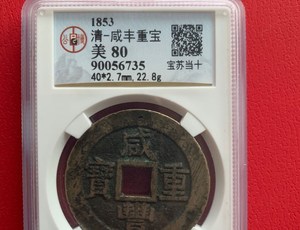 1853
清-咸丰重宝
美 80
90056735
宝苏当十
40*2.7mm, 22.8g
咸
寶 重
豐